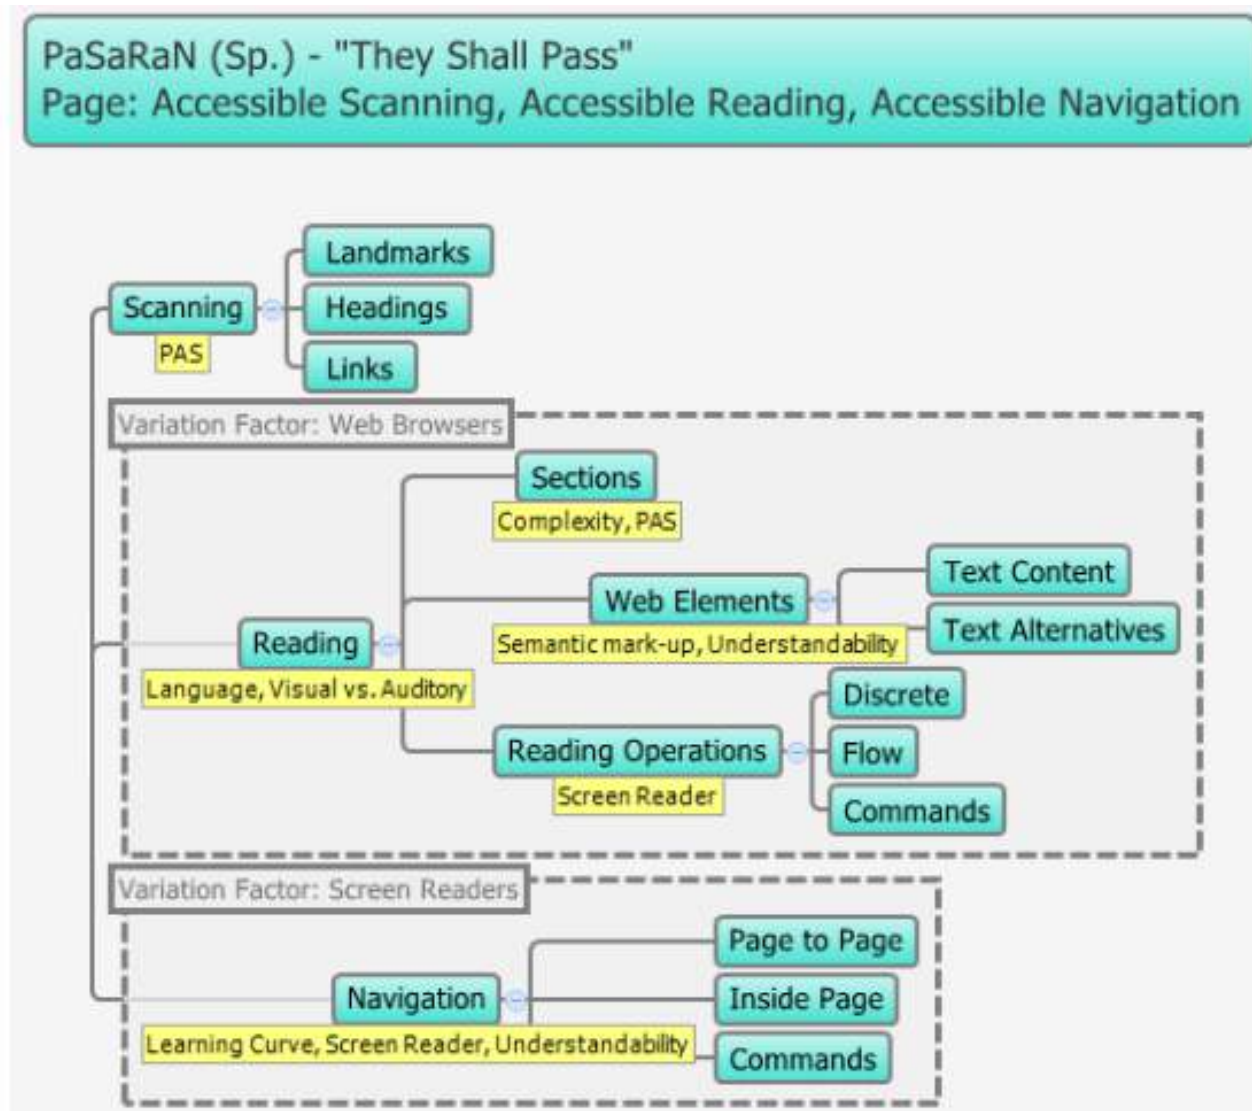 PaSaRaN (Sp.) - "They Shall Pass"
Page: Accessible Scanning, Accessible Reading, Accessible Navigation
Scanning
PAS
Landmarks
Headings
Links
Variation Factor: Web Browsers
Reading
Language, Visual vs. Auditory
Sections
Complexity, PAS
Web Elements
Semantic mark-up, Understandability
Text Content
Text Alternatives
Reading Operations
Screen Reader
Discrete
Flow
Commands
Variation Factor: Screen Readers
Navigation
Learning Curve, Screen Reader, Understandability
Page to Page
Inside Page
Commands